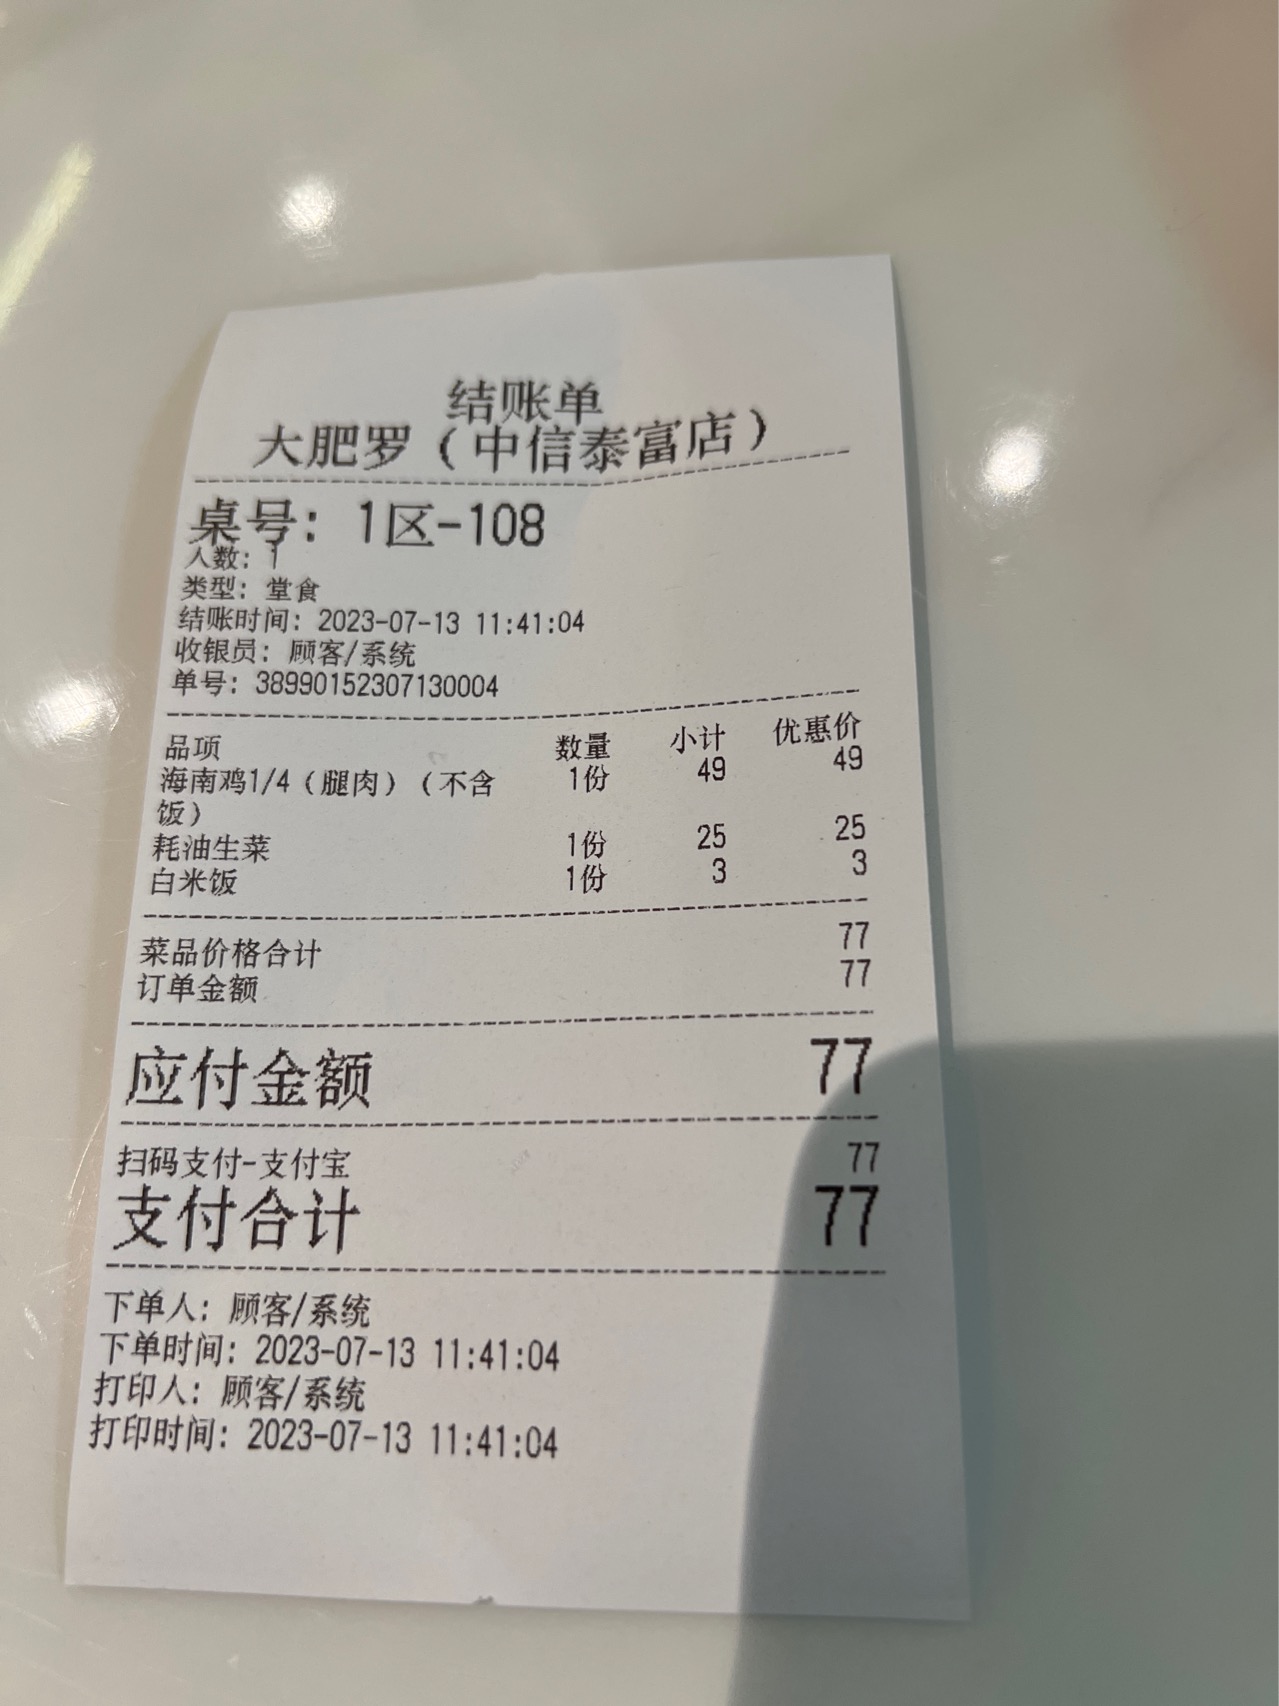 结账单
大肥罗（中信泰富店）
桌号：1区-108
人数：1
类型：堂食
结账时间：2023-07-13 11:41:04
收银员：顾客/系统
单号：38990152307130004
品项 数量 小计 优惠价
海南鸡1/4（腿肉）（不含 1份 49 49
饭）
耗油生菜 1份 25 25
白米饭 1份 3 3
菜品价格合计 77
订单金额 77
应付金额 77
扫码支付-支付宝 77
支付合计 77
下单人：顾客/系统
下单时间：2023-07-13 11:41:04
打印人：顾客/系统
打印时间：2023-07-13 11:41:04